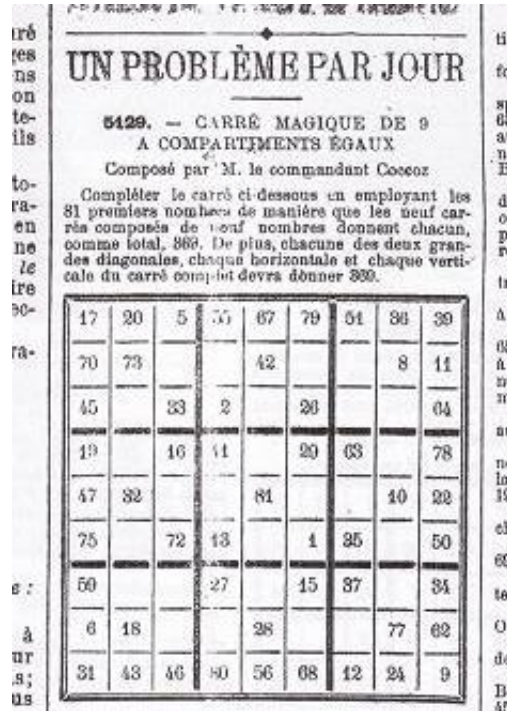 UN PROBLÈME PAR JOUR
5129. — CARRÉ MAGIQUE DE 9
A COMPARTIMENTS ÉGAUX
Composé par M. le commandant Coccoz
Compléter le carré ci-dessous en employant les
81 premiers nombres de manière que les neuf car-
rés composés de neuf nombres donnent chacun,
comme total, 369. De plus, chacune des deux gran-
des diagonales, chaque horizontale et chaque verti-
cale du carré complet devra donner 369.
17 20 5 55 67 79 51 36 39
70 73 42 8 11
45 33 2 26 64
19 16 41 29 63 78
47 32 81 10 22
75 72 13 1 35 50
59 27 15 37 34
6 18 28 77 62
31 43 46 80 56 68 12 24 9